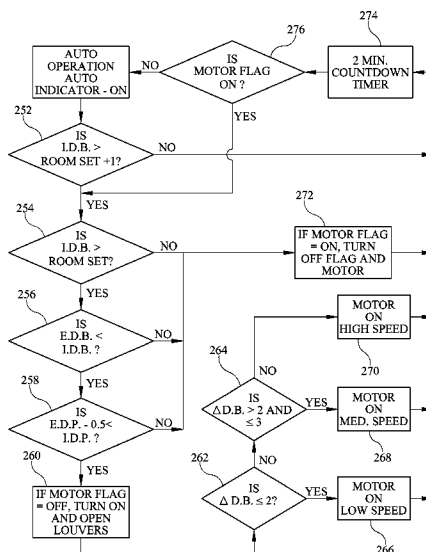 276
274
IS
MOTOR FLAG
ON ?
NO
YES
2 MIN.
COUNTDOWN
TIMER
AUTO
OPERATION
AUTO
INDICATOR - ON
252
IS
I.D.B. >
ROOM SET +1?
NO
YES
254
IS
I.D.B. >
ROOM SET?
NO
YES
272
IF MOTOR FLAG
= ON, TURN
OFF FLAG AND
MOTOR
256
IS
E.D.B. <
I.D.B. ?
NO
YES
258
IS
E.D.P. - 0.5<
I.D.P. ?
NO
YES
260
IF MOTOR FLAG
= OFF, TURN ON
AND OPEN
LOUVERS
262
IS
Δ D.B. ≤ 2?
YES
NO
MOTOR
ON
LOW SPEED
266
264
IS
Δ D.B. > 2 AND
≤ 3
YES
NO
MOTOR
ON
MED. SPEED
268
MOTOR
ON
HIGH SPEED
270